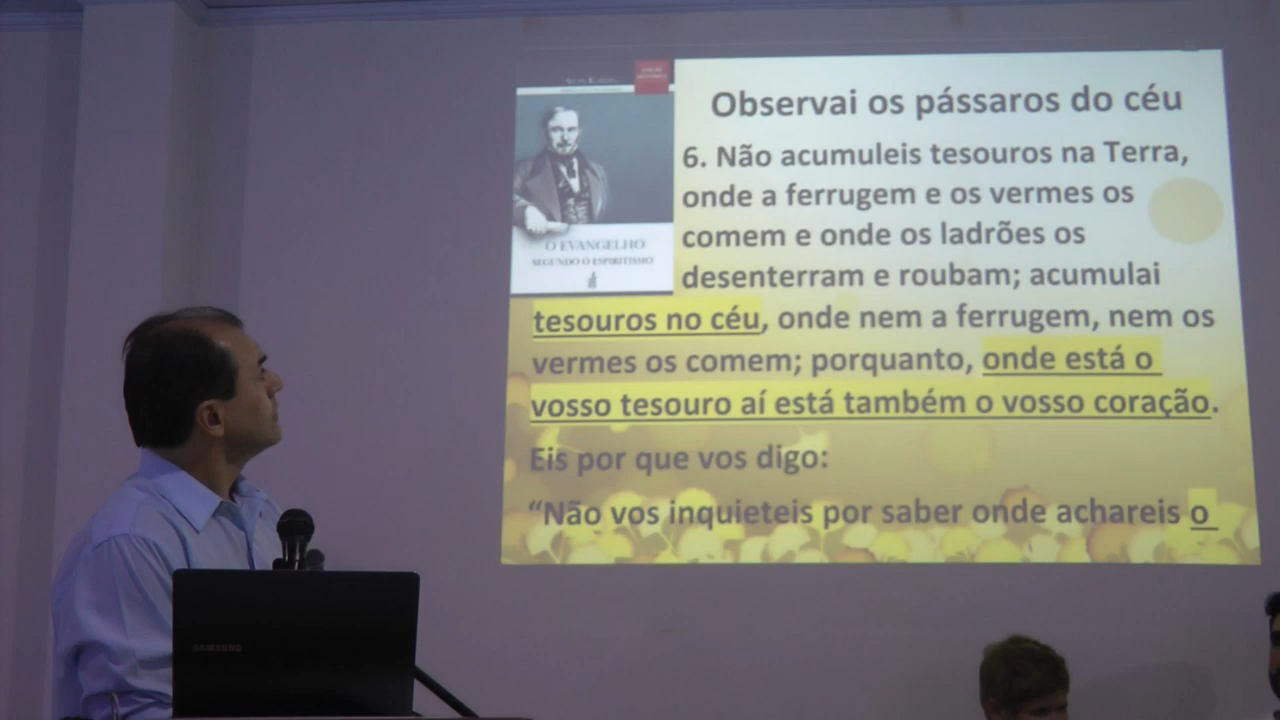 Observai os pássaros do céu
6. Não acumuleis tesouros na Terra,
onde a ferrugem e os vermes os
comem e onde os ladrões os
desenterram e roubam; acumulai
tesouros no céu, onde nem a ferrugem, nem os
vermes os comem; porquanto, onde está o
vosso tesouro aí está também o vosso coração.
Eis por que vos digo:
“Não vos inquieteis por saber onde achareis o
O EVANGELHO
SEGUNDO O ESPIRITISMO
SAMSUNG